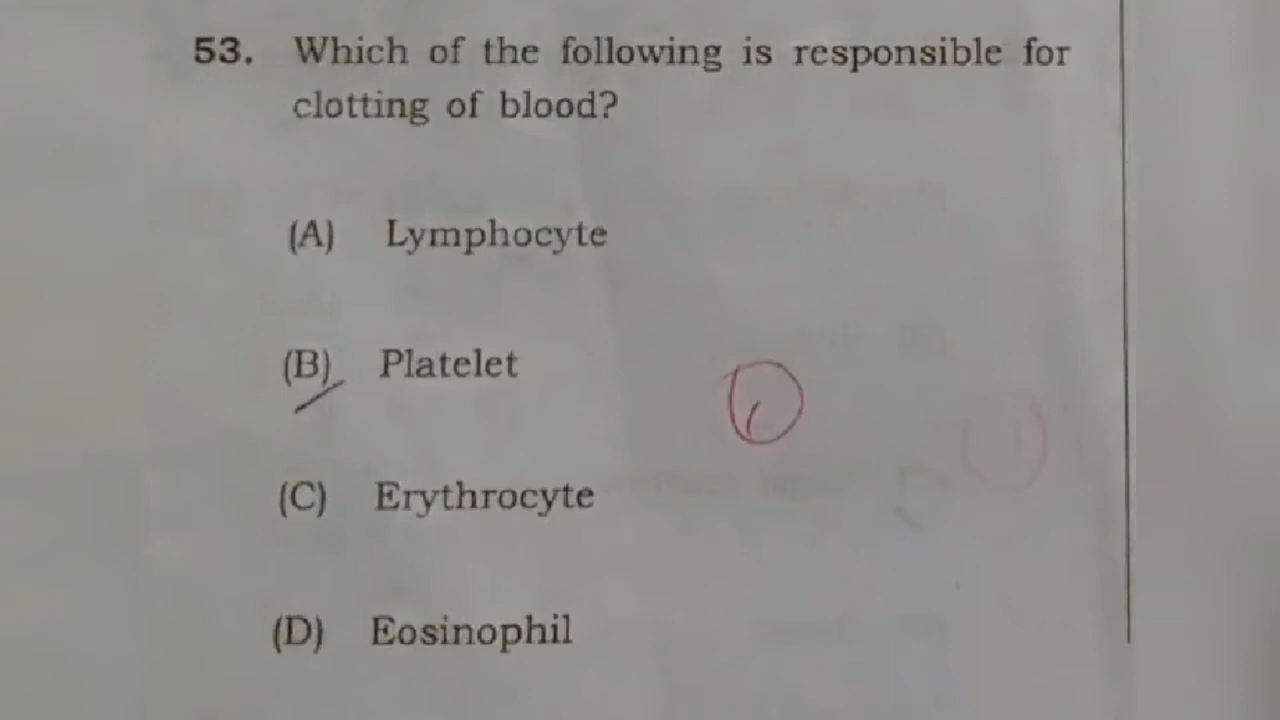 53. Which of the following is responsible for
clotting of blood?
(A) Lymphocyte
(B) Platelet
(C) Erythrocyte
(D) Eosinophil